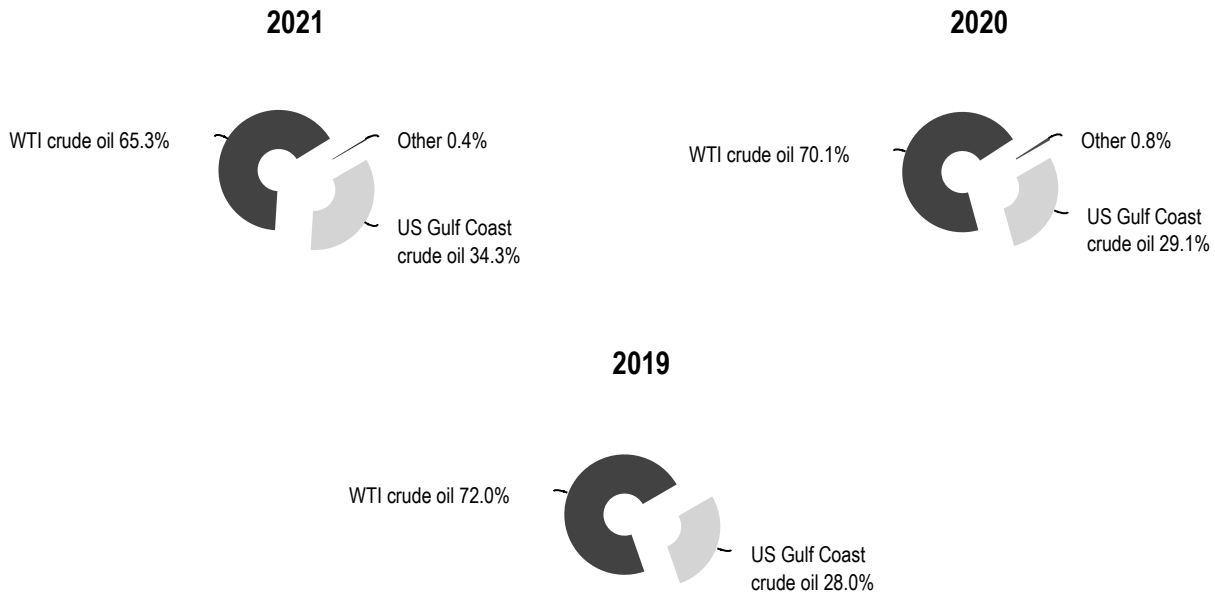 2021
WTI crude oil 65.3%
Other 0.4%
US Gulf Coast
crude oil 34.3%
2020
WTI crude oil 70.1%
Other 0.8%
US Gulf Coast
crude oil 29.1%
2019
WTI crude oil 72.0%
US Gulf Coast
crude oil 28.0%